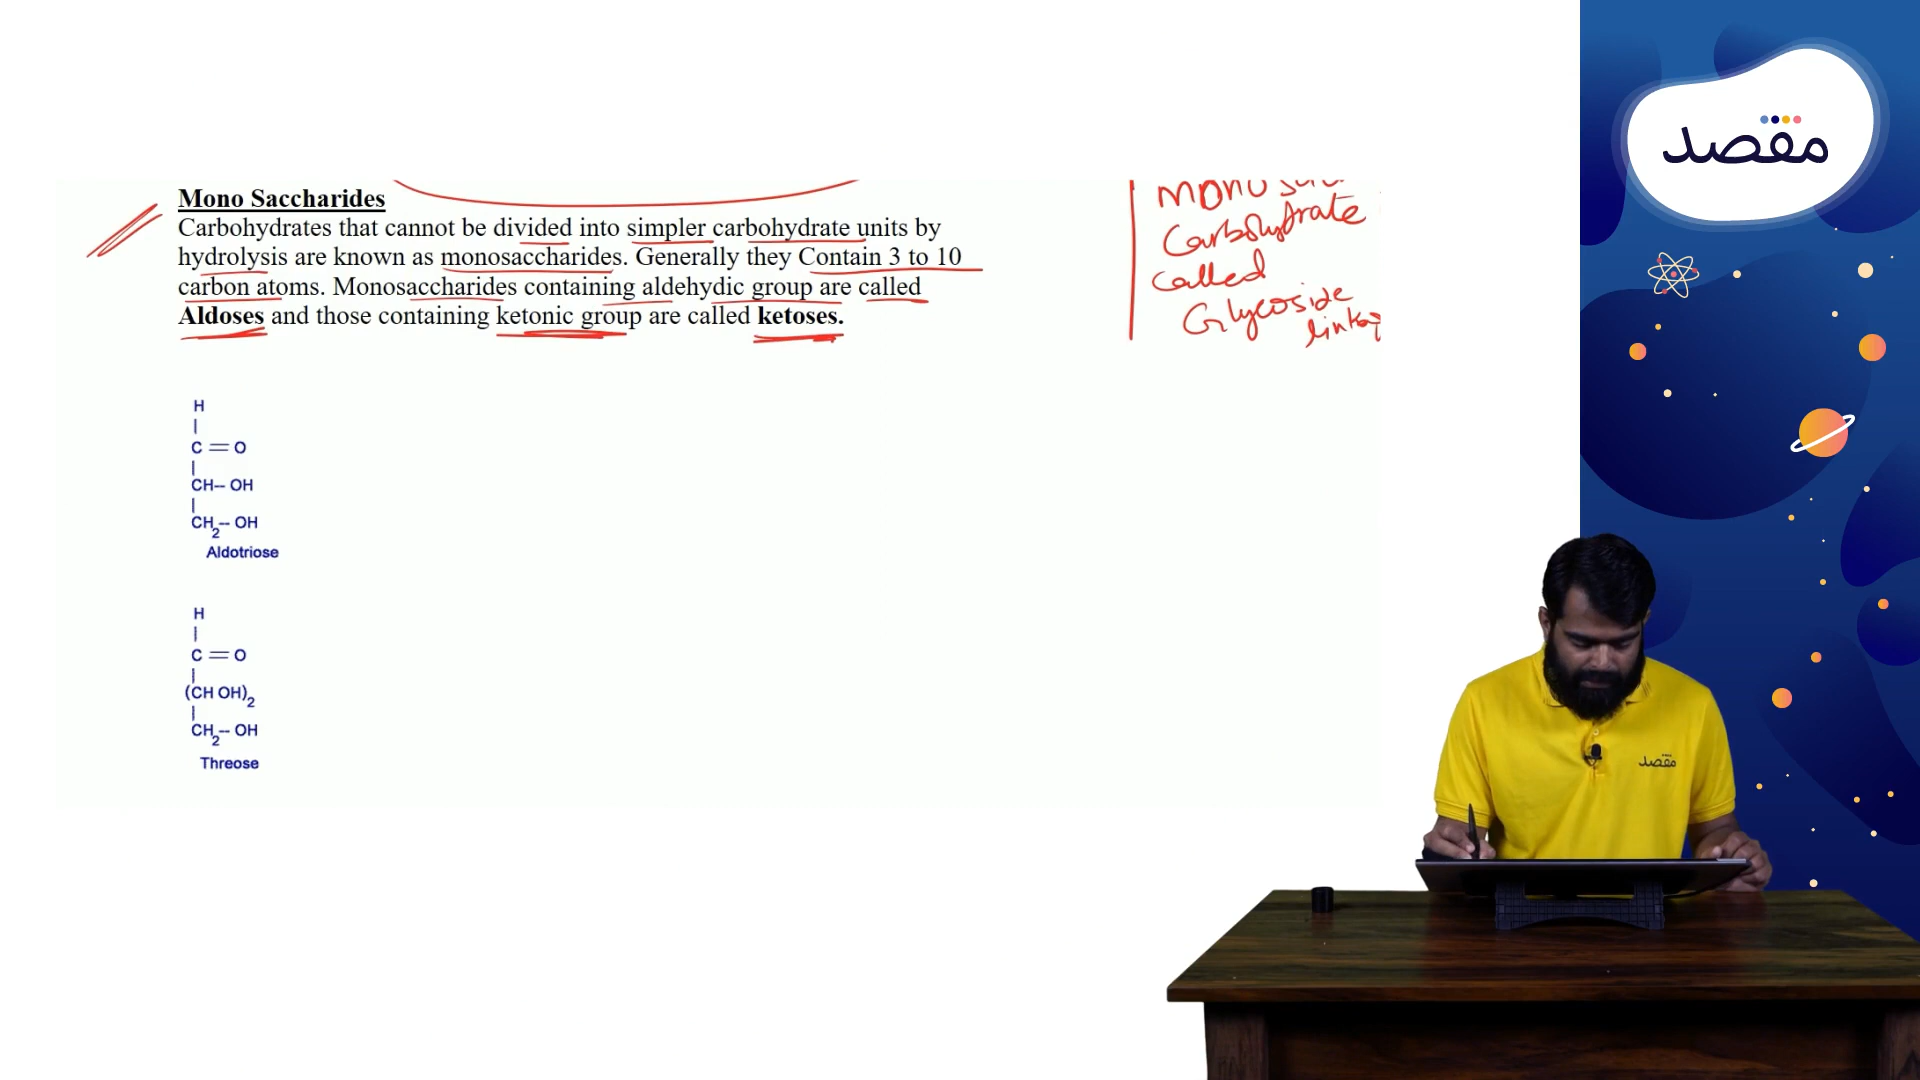 Mono Saccharides
Carbohydrates that cannot be divided into simpler carbohydrate units by
hydrolysis are known as monosaccharides. Generally they Contain 3 to 10
carbon atoms. Monosaccharides containing aldehydic group are called
Aldoses and those containing ketonic group are called ketoses.
Carbohydrate
called
Glycoside
H
C = O
CH-- OH
CH2-- OH
Aldotriose
H
C = O
(CH OH)2
CH2-- OH
Threose
مقصد
مقصد